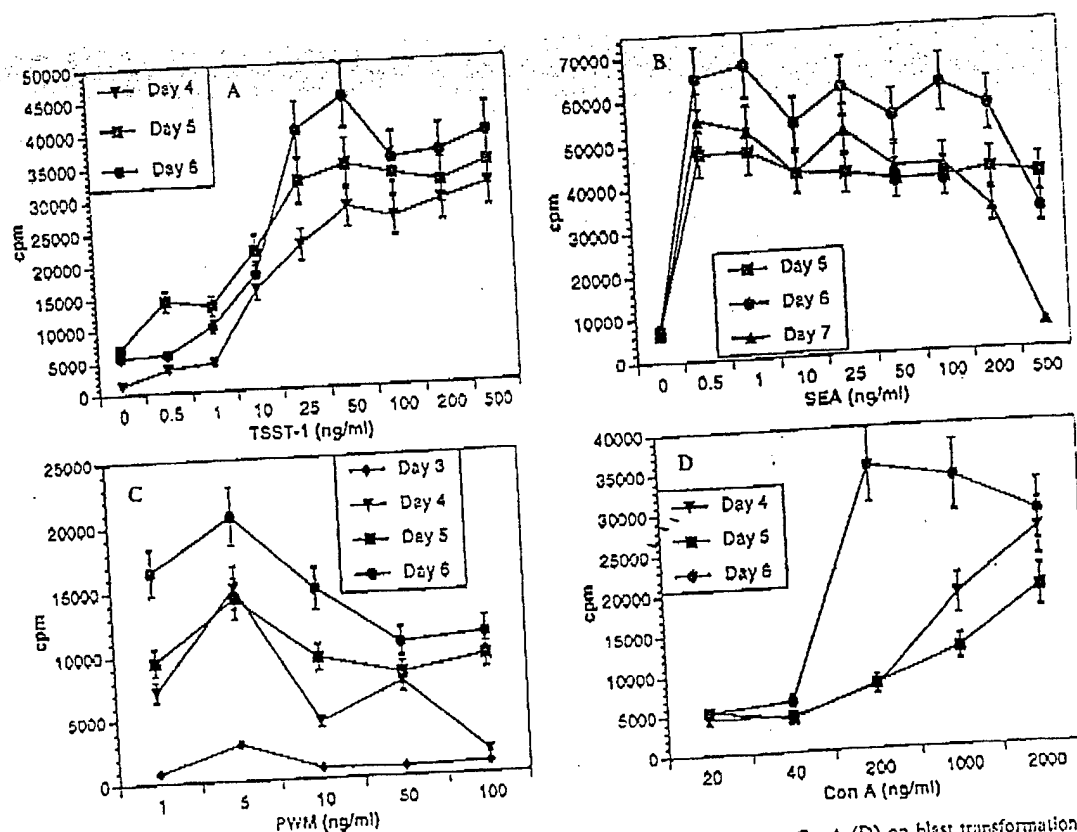 A
50000
45000
40000
35000
30000
25000
20000
15000
10000
5000
0
cpm
Day 4
Day 5
Day 6
0 0.5 1 10 25 50 100 200 500
TSST-1 (ng/ml)
B
70000
60000
50000
40000
30000
20000
10000
0
cpm
Day 5
Day 6
Day 7
0 0.5 1 10 25 50 100 200 500
SEA (ng/ml)
C
25000
20000
15000
10000
5000
0
cpm
Day 3
Day 4
Day 5
Day 6
1 5 10 50 100
PWM (ng/ml)
D
40000
35000
30000
25000
20000
15000
10000
5000
0
cpm
Day 4
Day 5
Day 6
20 40 200 1000 2000
Con A (ng/ml)
A (D) on blast transformation